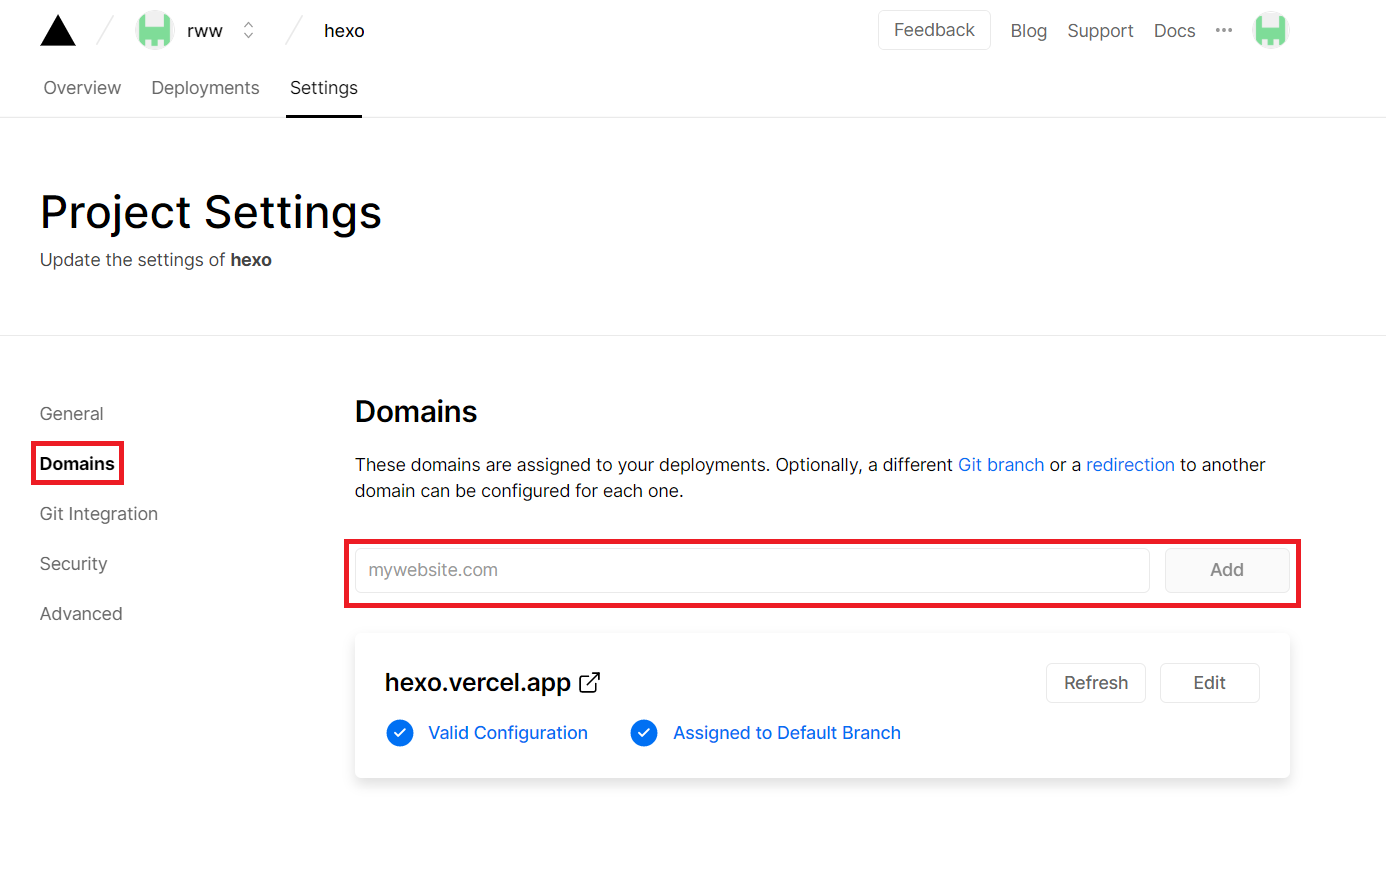 rww hexo Feedback Blog Support Docs
Overview Deployments Settings
Project Settings
Update the settings of hexo
General
Domains
Git Integration
Security
Advanced
Domains
These domains are assigned to your deployments. Optionally, a different Git branch or a redirection to another
domain can be configured for each one.
mywebsite.com Add
hexo.vercel.app Refresh Edit
Valid Configuration Assigned to Default Branch